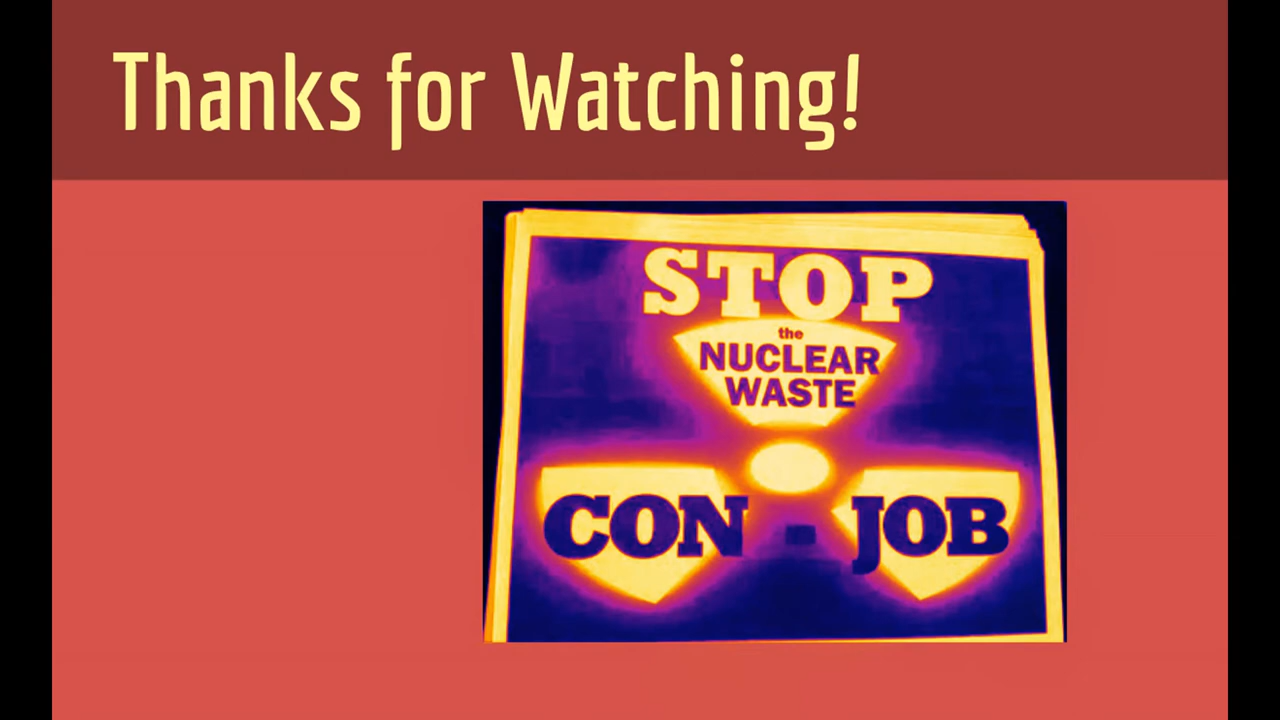 Thanks for Watching!
STOP
the
NUCLEAR
WASTE
CON - JOB